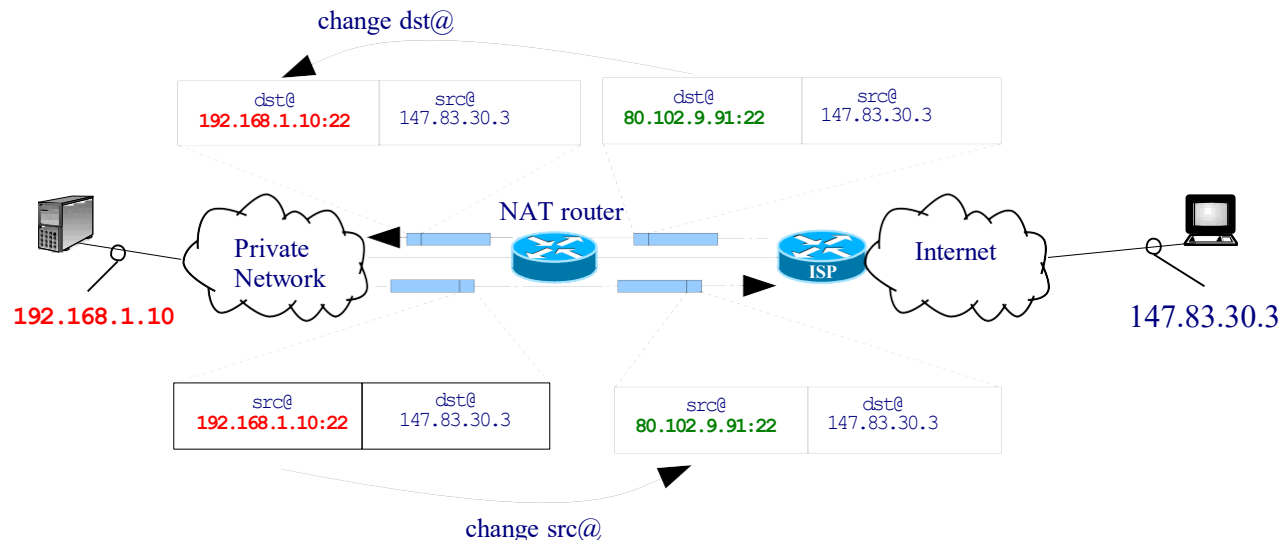 change dst@
dst@ src@
192.168.1.10:22 147.83.30.3
dst@ src@
80.102.9.91:22 147.83.30.3
NAT router
Private
Network
Internet
ISP
192.168.1.10
147.83.30.3
src@ dst@
192.168.1.10:22 147.83.30.3
src@ dst@
80.102.9.91:22 147.83.30.3
change src@